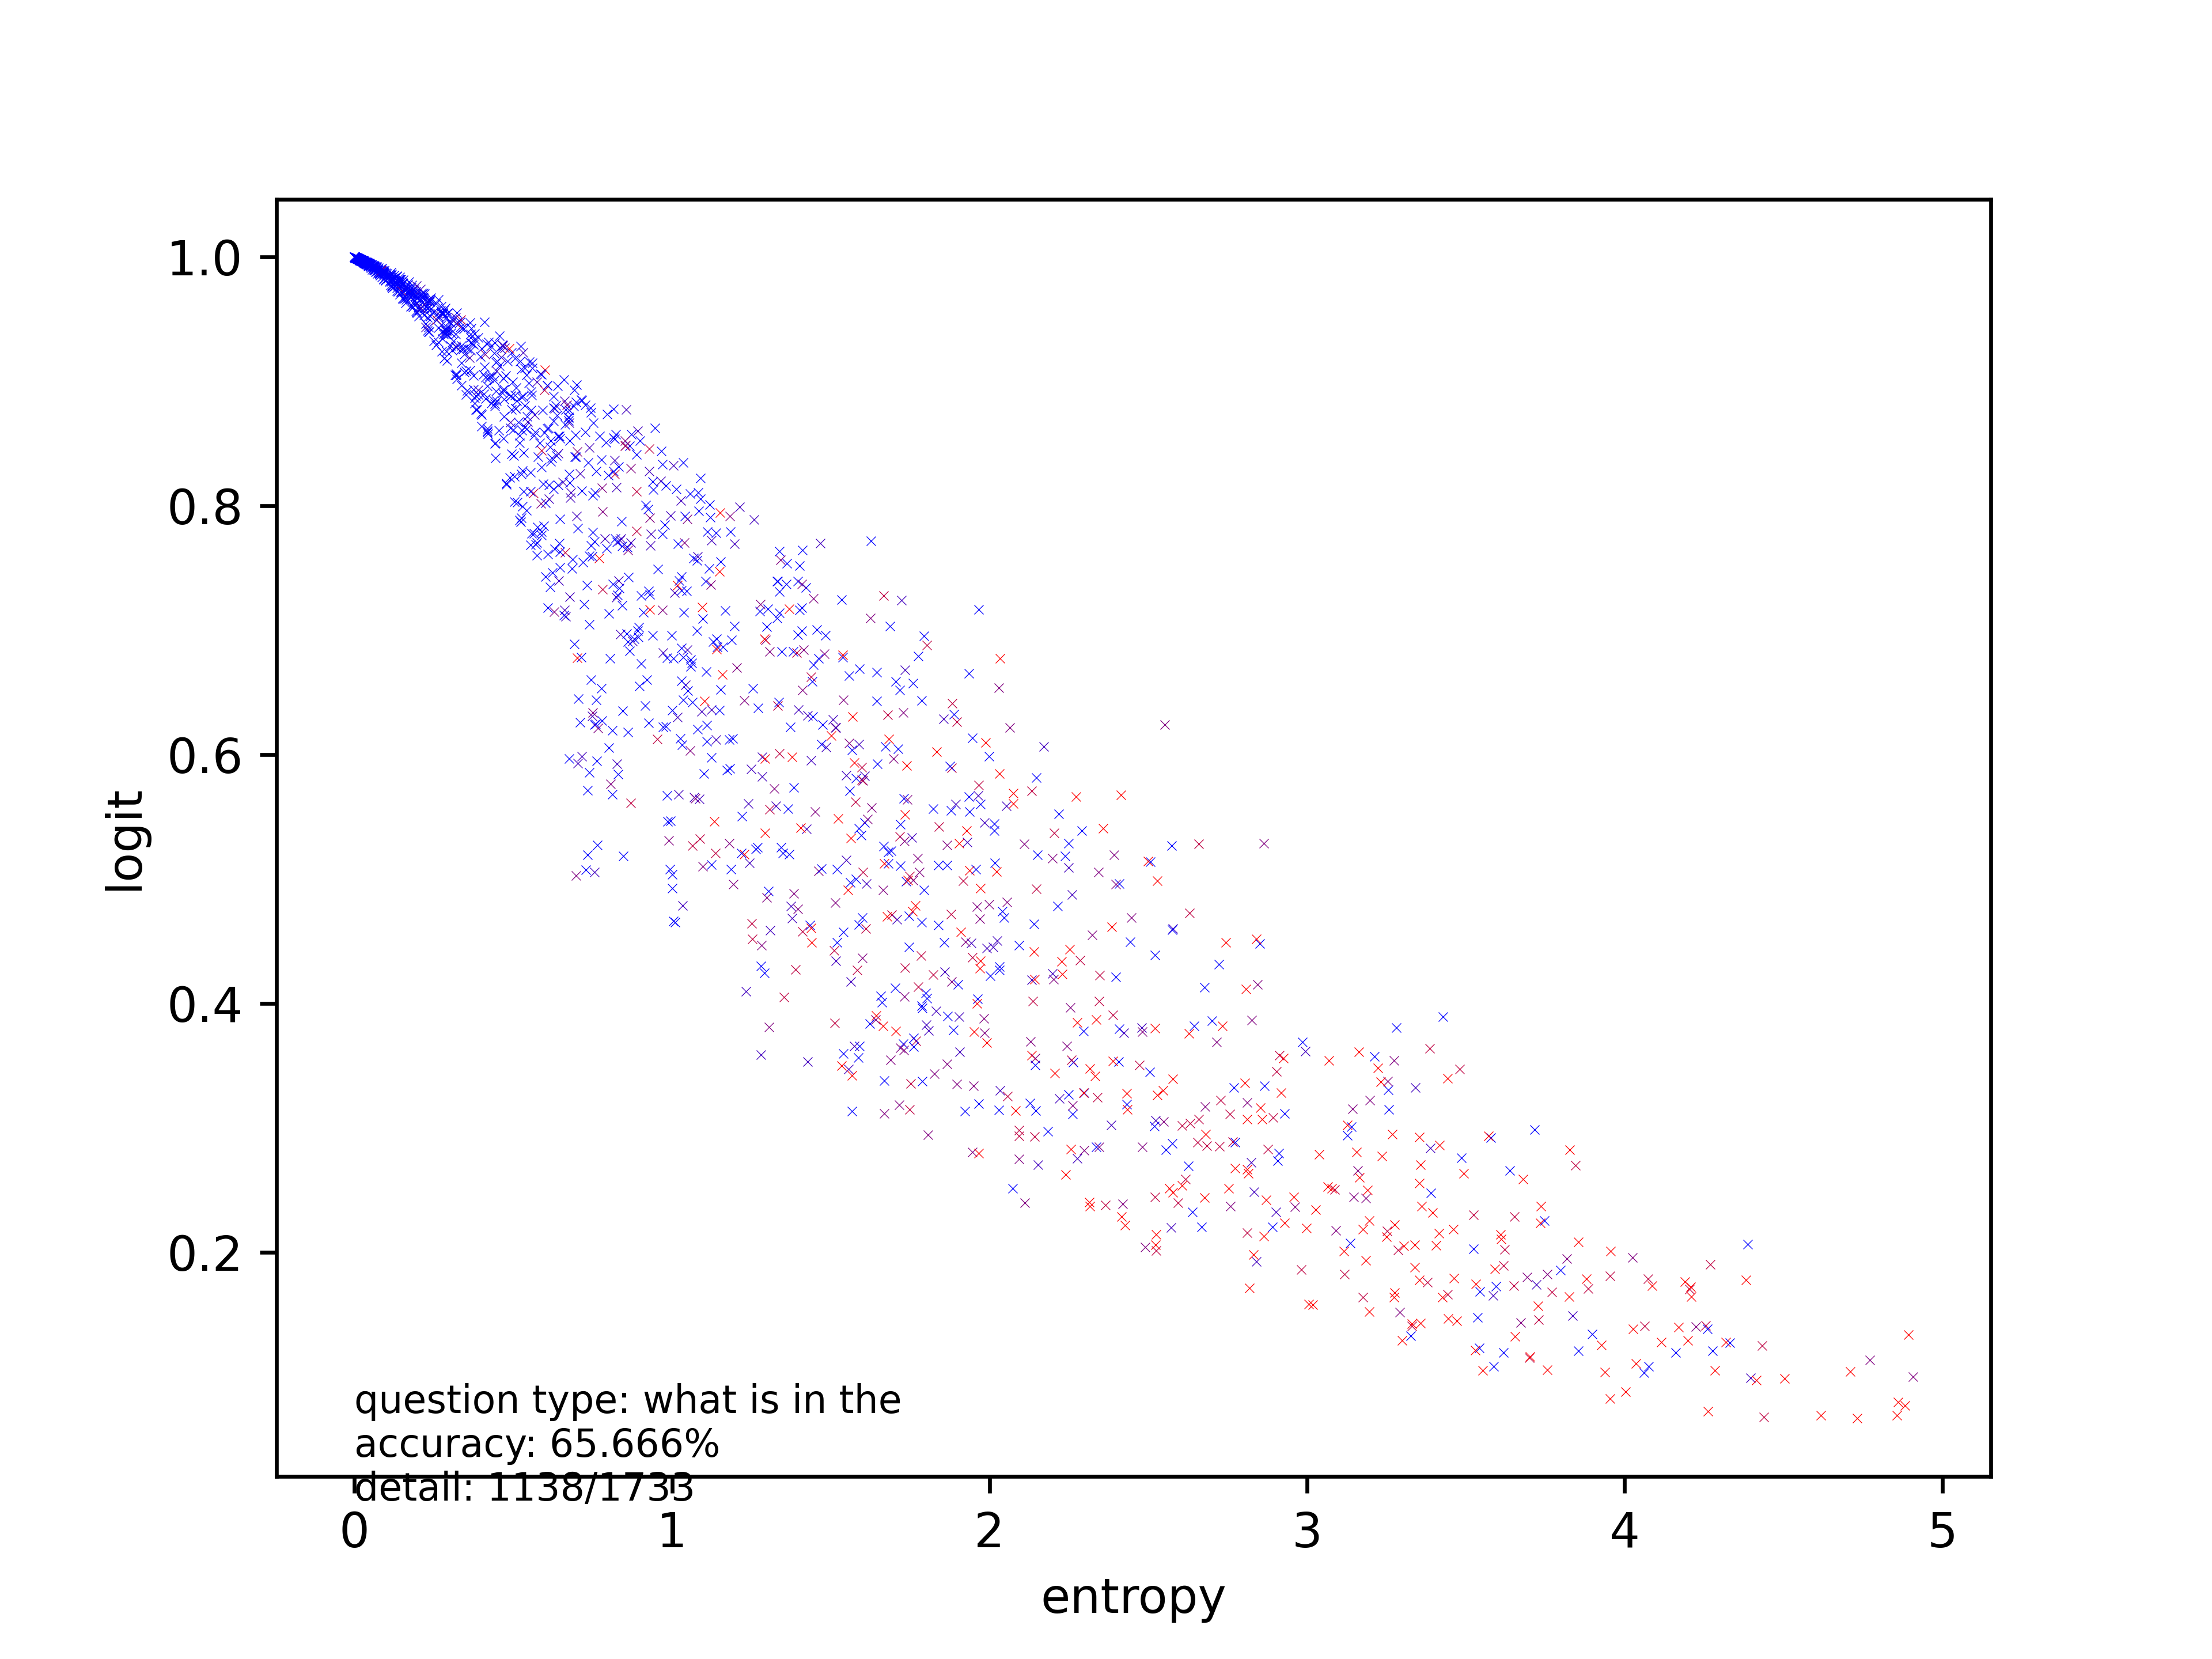 1.0
0.8
0.6
0.4
0.2
logit
question type: what is in the
accuracy: 65.666%
detail: 1138/1733
0 1 2 3 4 5
entropy